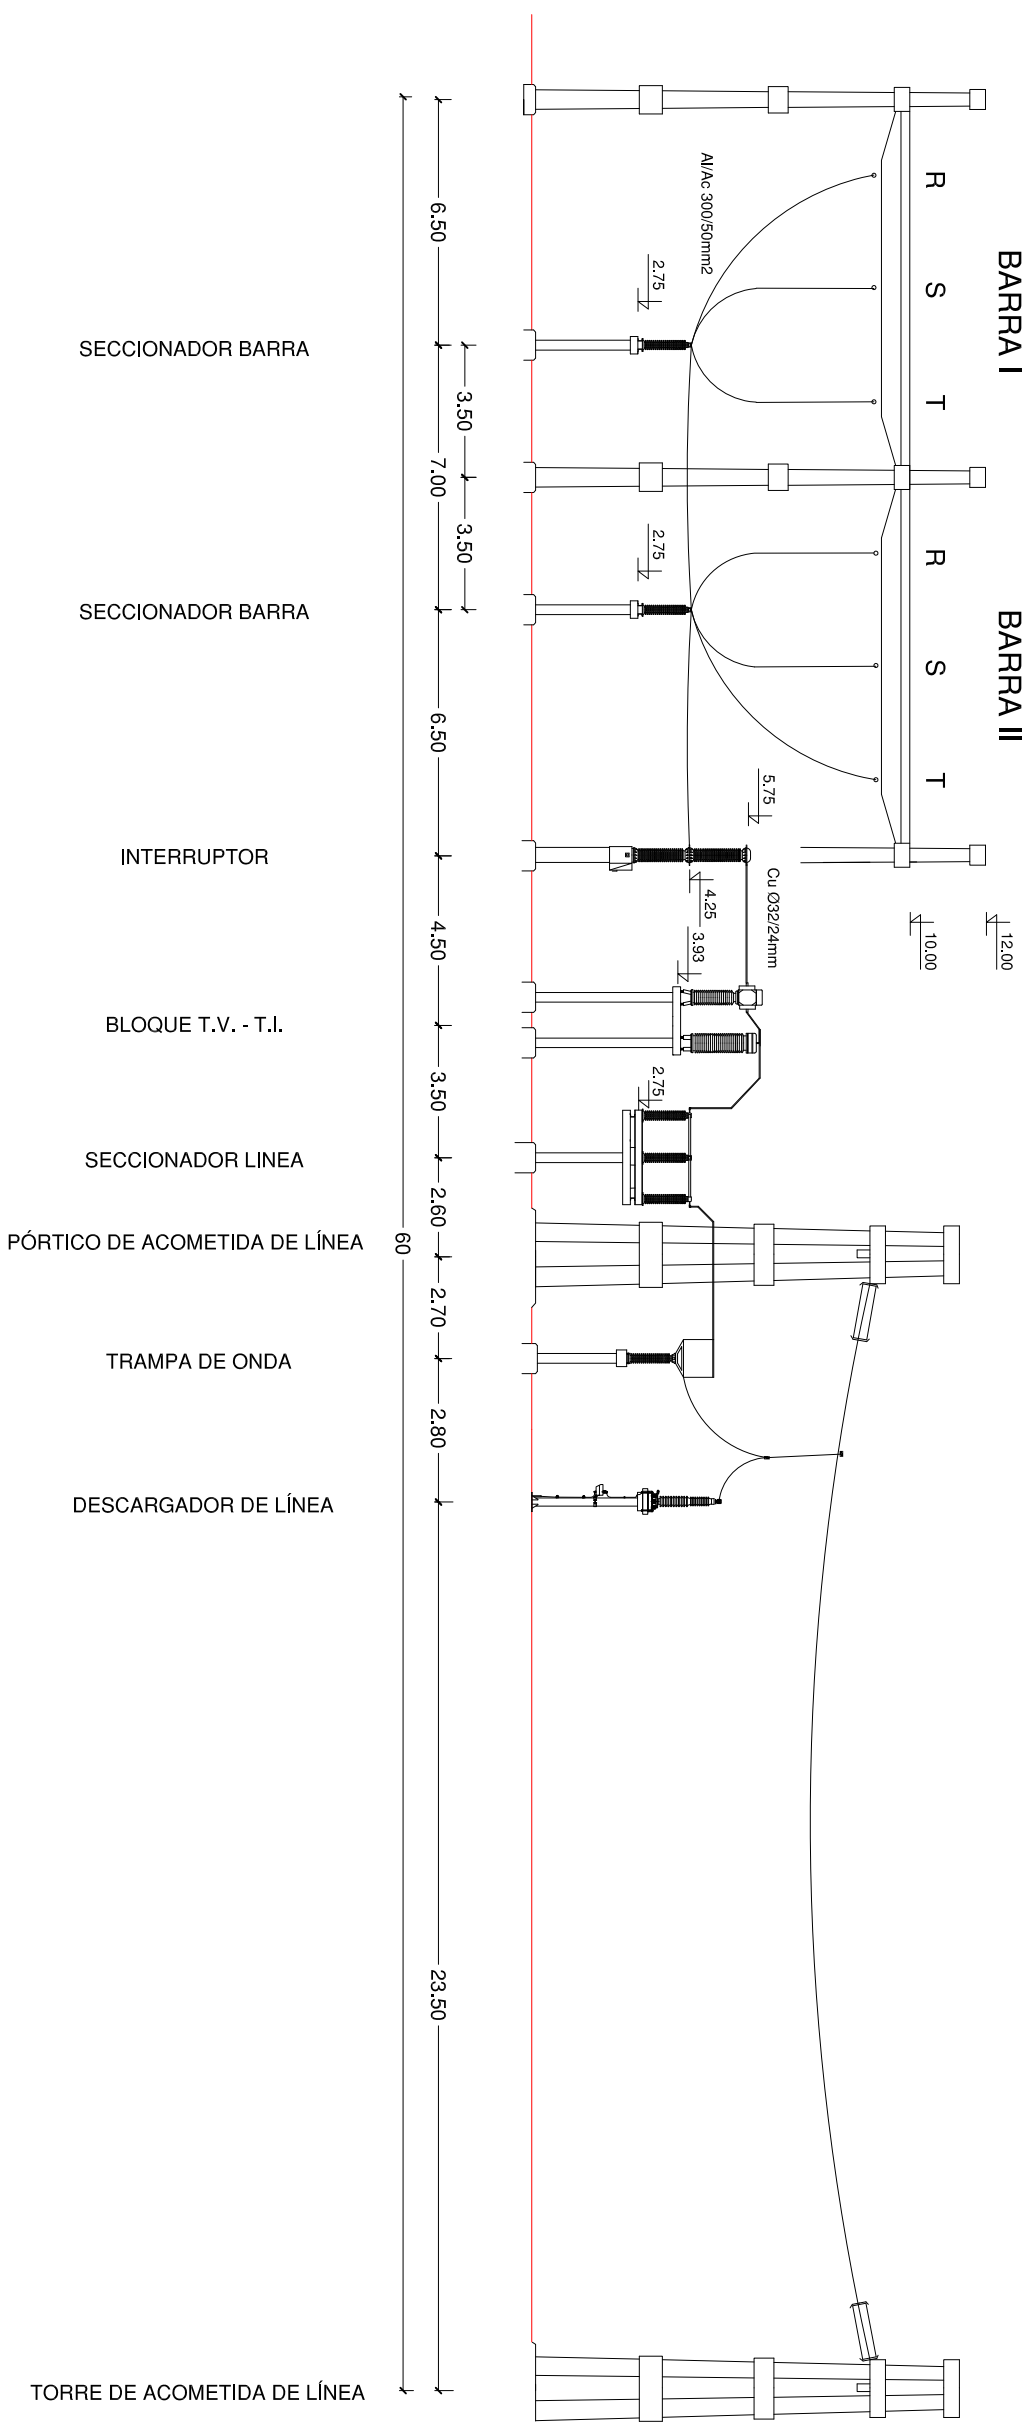 BARRA I
BARRA II
R
S
T
R
S
T
Al/Ac 300/50mm2
2.75
2.75
5.75
Cu Ø32/24mm
4.25
3.93
10.00
12.00
2.75
6.50
3.50
7.00
3.50
6.50
4.50
3.50
2.60
2.70
2.80
23.50
60
SECCIONADOR BARRA
SECCIONADOR BARRA
INTERRUPTOR
BLOQUE T.V. - T.I.
SECCIONADOR LINEA
PÓRTICO DE ACOMETIDA DE LÍNEA
TRAMPA DE ONDA
DESCARGADOR DE LÍNEA
TORRE DE ACOMETIDA DE LÍNEA